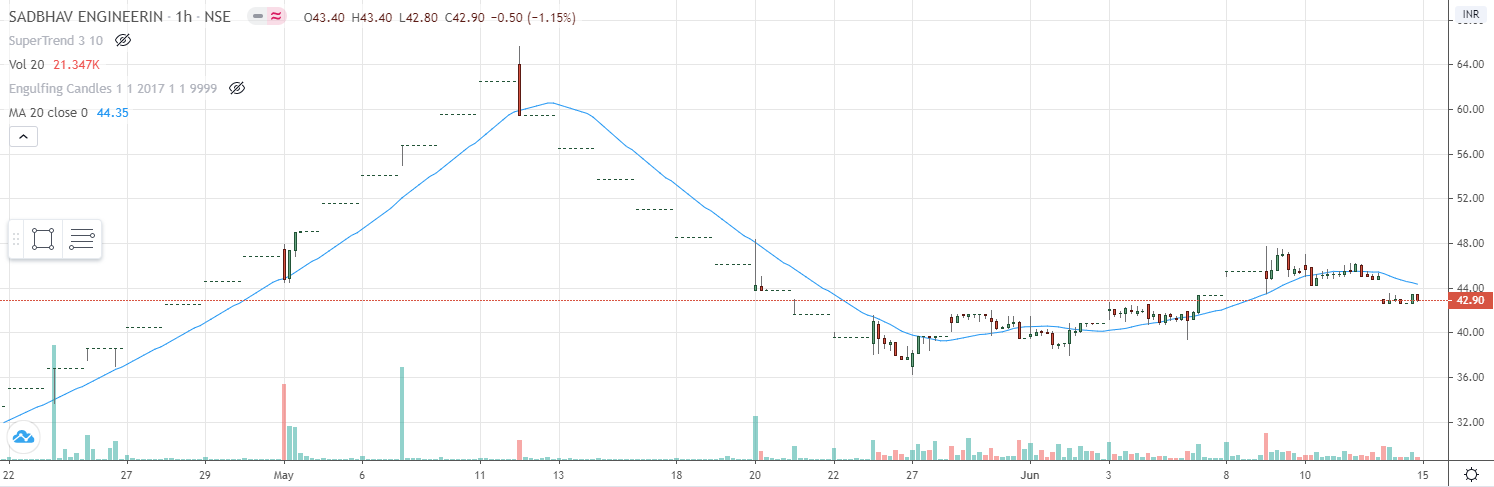 SADBHAV ENGINEERIN · 1h · NSE O43.40 H43.40 L42.80 C42.90 −0.50 (−1.15%)
INR
SuperTrend 3 10
Vol 20 21.347K
64.00
Engulfing Candles 1 1 2017 1 1 9999
MA 20 close 0 44.35
60.00
56.00
52.00
48.00
44.00
42.90
40.00
36.00
32.00
22 27 29 May 6 11 13 18 20 22 27 Jun 3 8 10 15